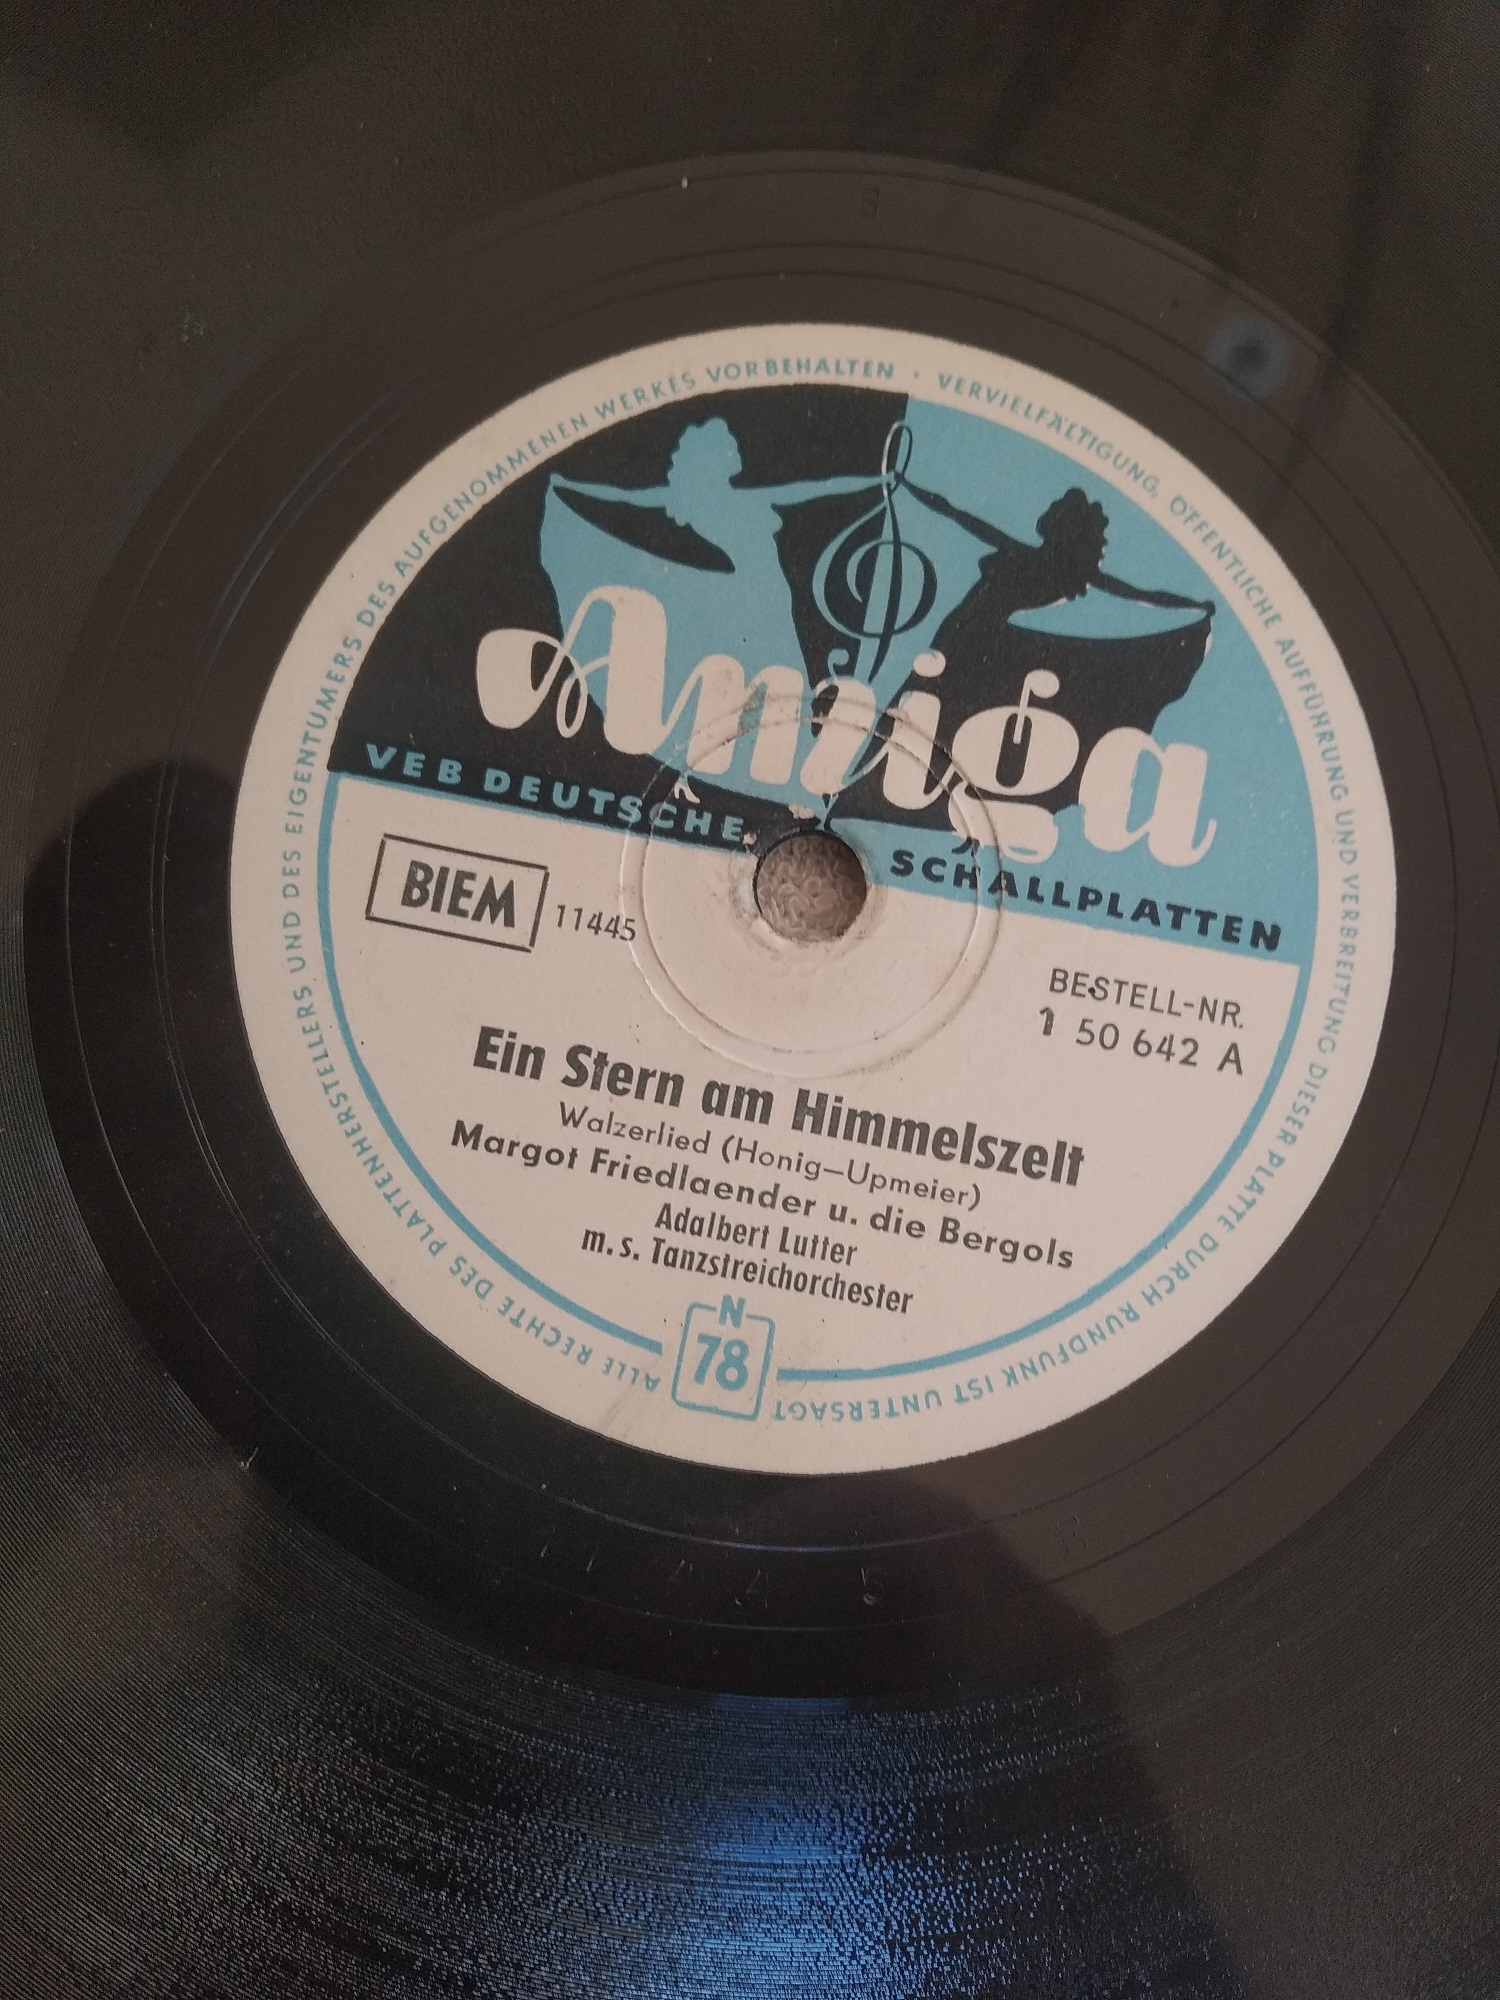 ALLE RECHTE DES PLATTENHERSTELLERS UND DES EIGENTÜMERS DES AUFGENOMMENEN WERKES VORBEHALTEN · VERVIELFÄLTIGUNG, ÖFFENTLICHE AUFFÜHRUNG UND VERBREITUNG DIESER PLATTE DURCH RUNDFUNK IST UNTERSAGT
Amiga
VEB DEUTSCHE SCHALLPLATTEN
BIEM 11445
BESTELL-NR.
1 50 642 A
Ein Stern am Himmelszelt
Walzerlied (Honig—Upmeier)
Margot Friedlaender u. die Bergols
Adalbert Lutter
m. s. Tanzstreichorchester
N
78